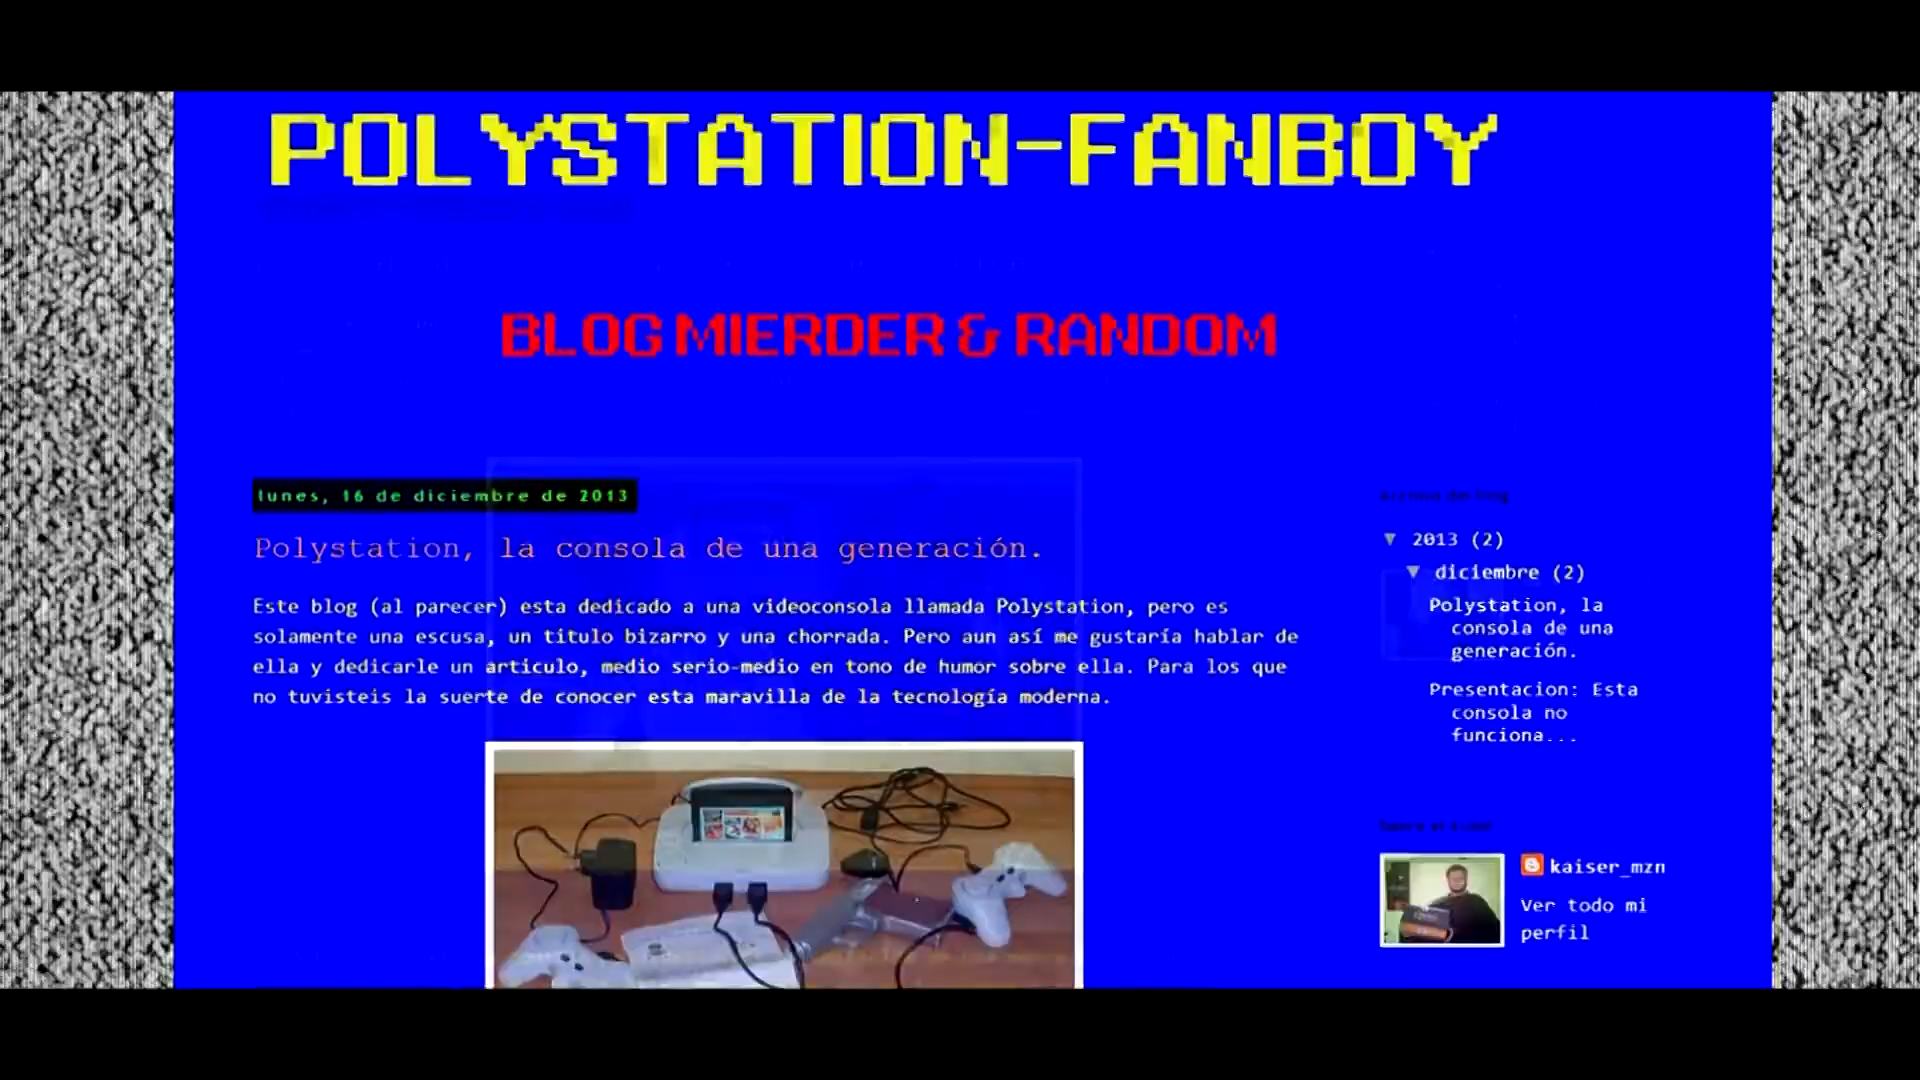 POLYSTATION-FANBOY
BLOG MIERDER & RANDOM
lunes, 16 de diciembre de 2013
Polystation, la consola de una generación.
Este blog (al parecer) esta dedicado a una videoconsola llamada Polystation, pero es
solamente una escusa, un titulo bizarro y una chorrada. Pero aun así me gustaría hablar de
ella y dedicarle un articulo, medio serio-medio en tono de humor sobre ella. Para los que
no tuvisteis la suerte de conocer esta maravilla de la tecnología moderna.
Archivo del blog
▼ 2013 (2)
▼ diciembre (2)
Polystation, la
consola de una
generación.
Presentacion: Esta
consola no
funciona...
kaiser_mzn
Ver todo mi
perfil